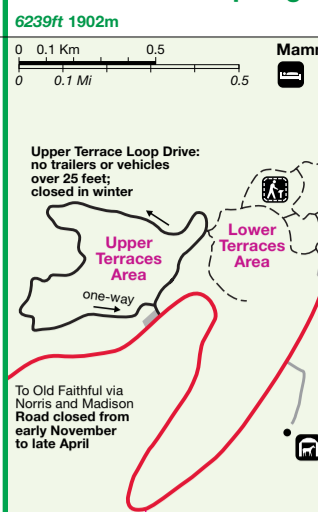 6239ft 1902m
0 0.1 Km 0.5
0 0.1 Mi 0.5
Upper Terrace Loop Drive:
no trailers or vehicles
over 25 feet;
closed in winter
Upper
Terraces
Area
Lower
Terraces
Area
one-way
To Old Faithful via
Norris and Madison
Road closed from
early November
to late April